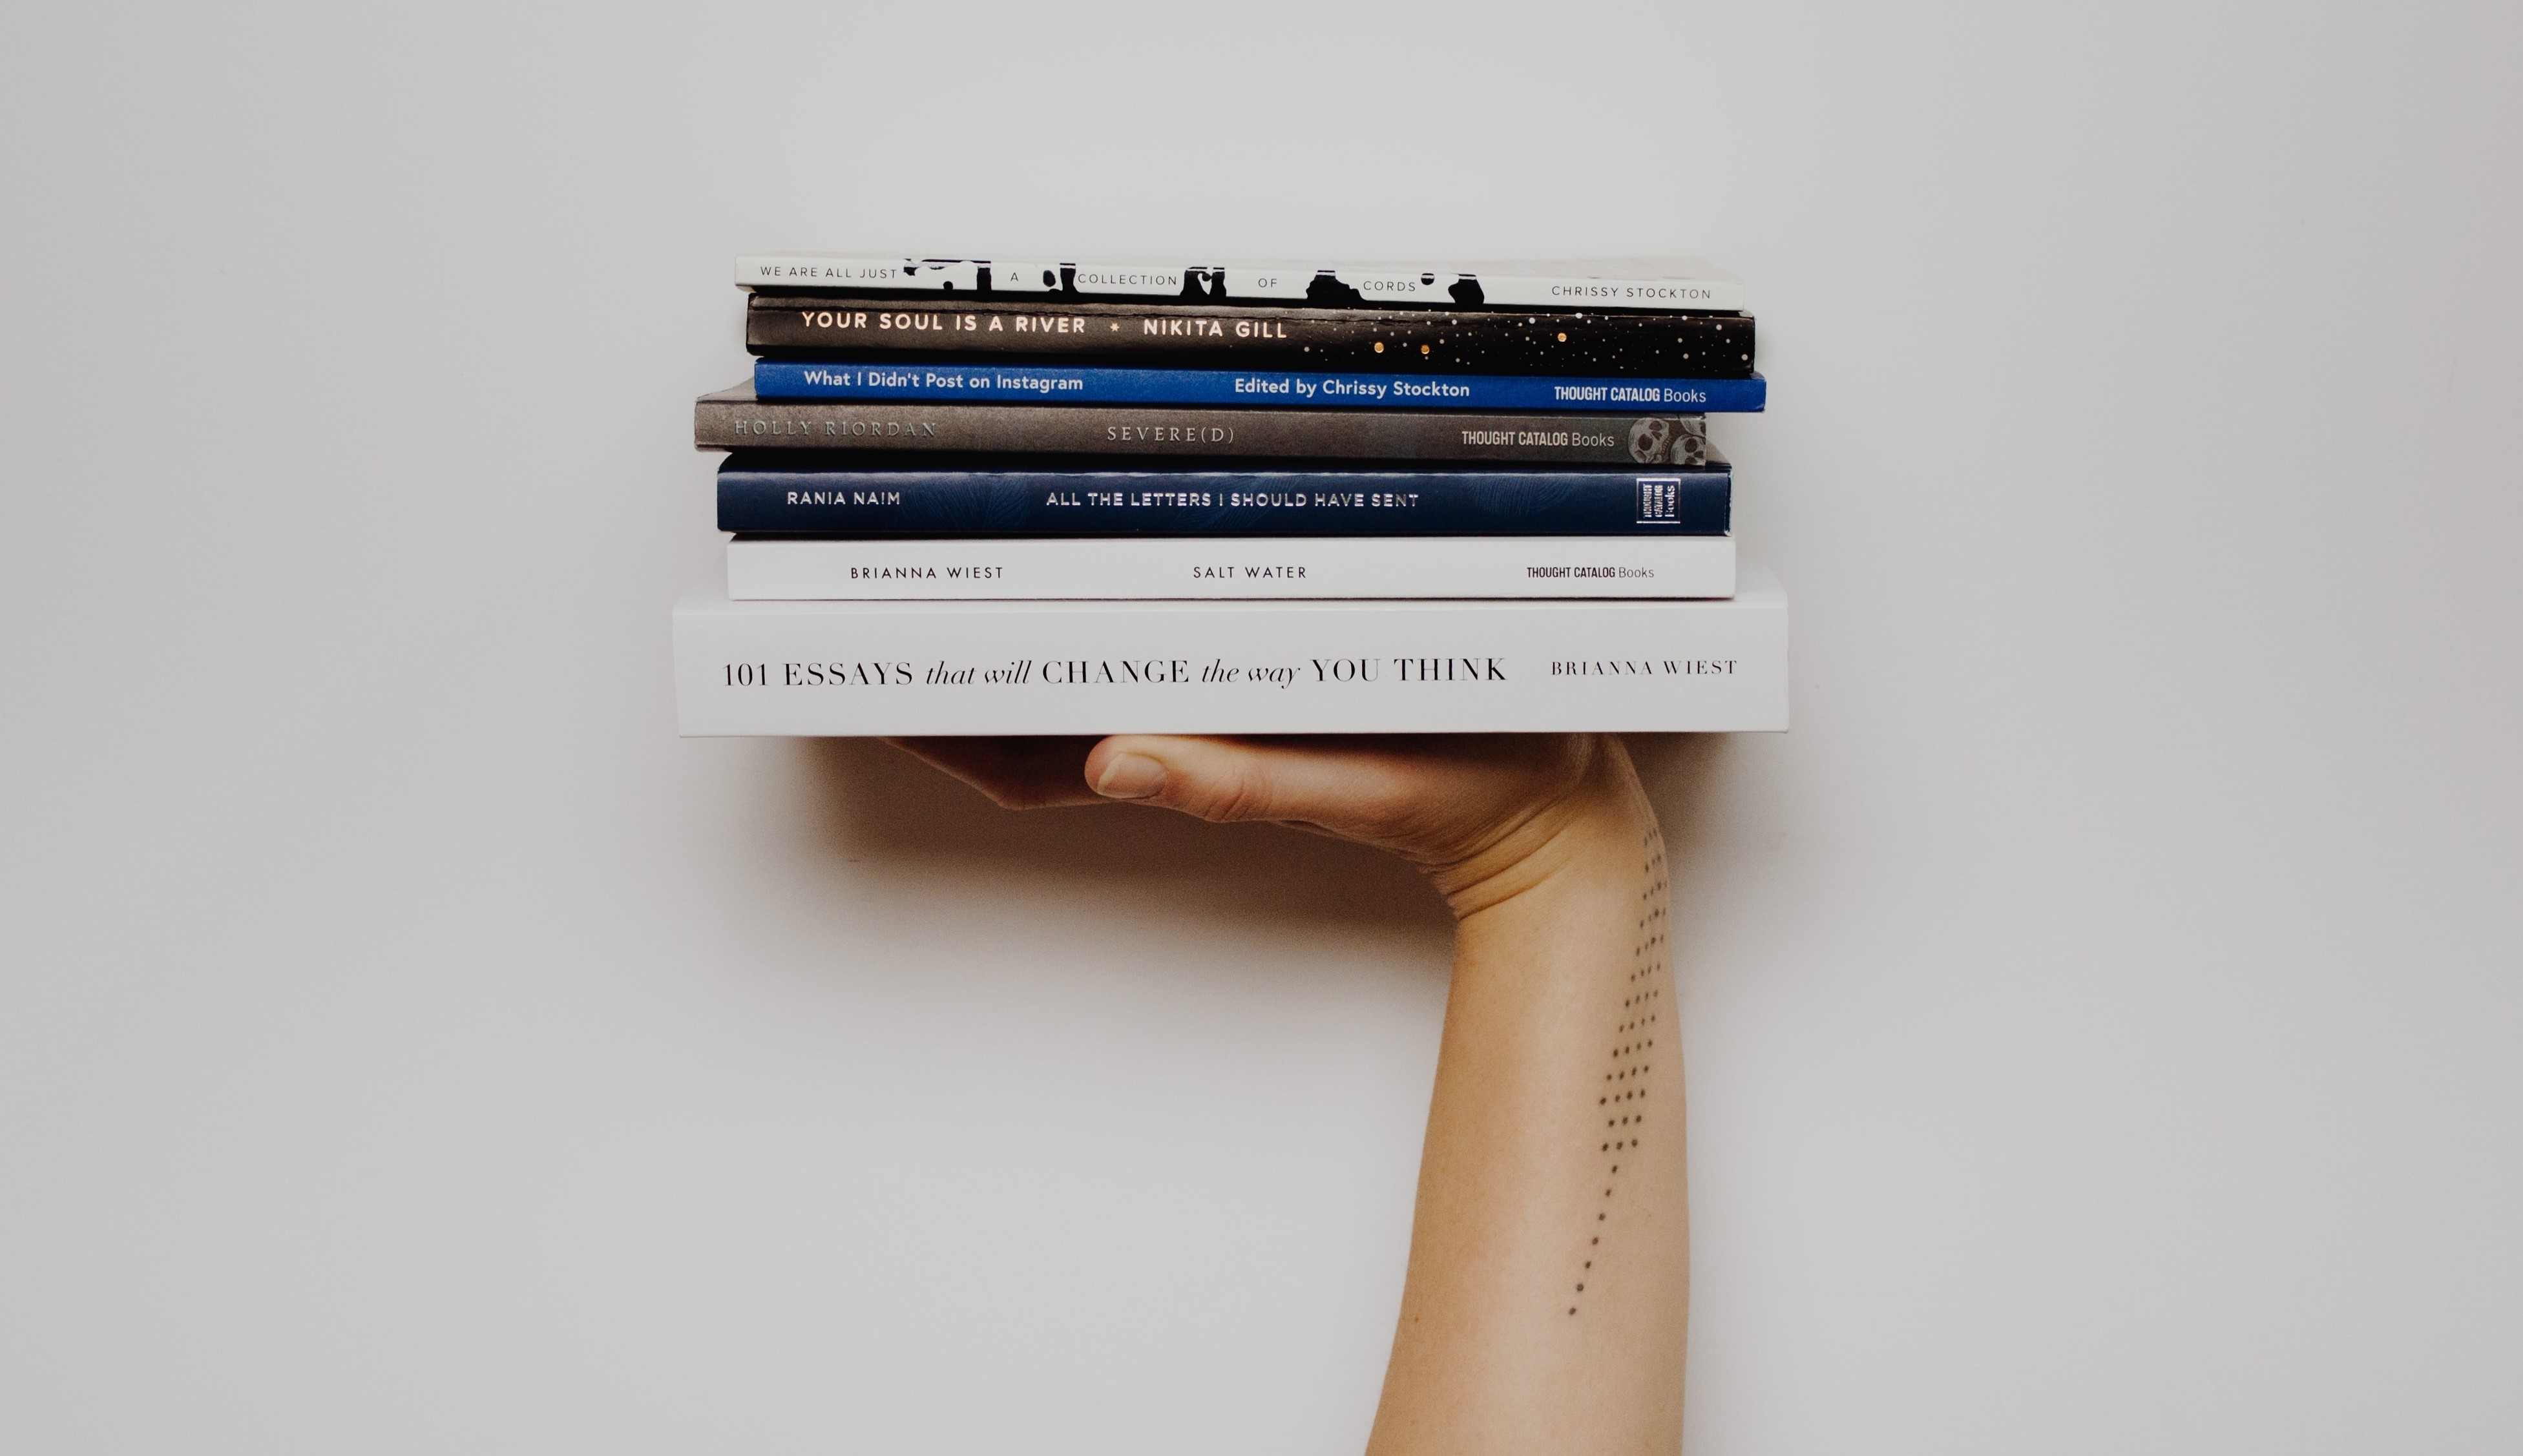 WE ARE ALL JUST A COLLECTION OF CORDS CHRISSY STOCKTON
YOUR SOUL IS A RIVER * NIKITA GILL
What I Didn't Post on Instagram Edited by Chrissy Stockton THOUGHT CATALOG Books
HOLLY RIORDAN SEVERE(D) THOUGHT CATALOG Books
RANIA NAIM ALL THE LETTERS I SHOULD HAVE SENT THOUGHT CATALOG Books
BRIANNA WIEST SALT WATER THOUGHT CATALOG Books
101 ESSAYS that will CHANGE the way YOU THINK BRIANNA WIEST